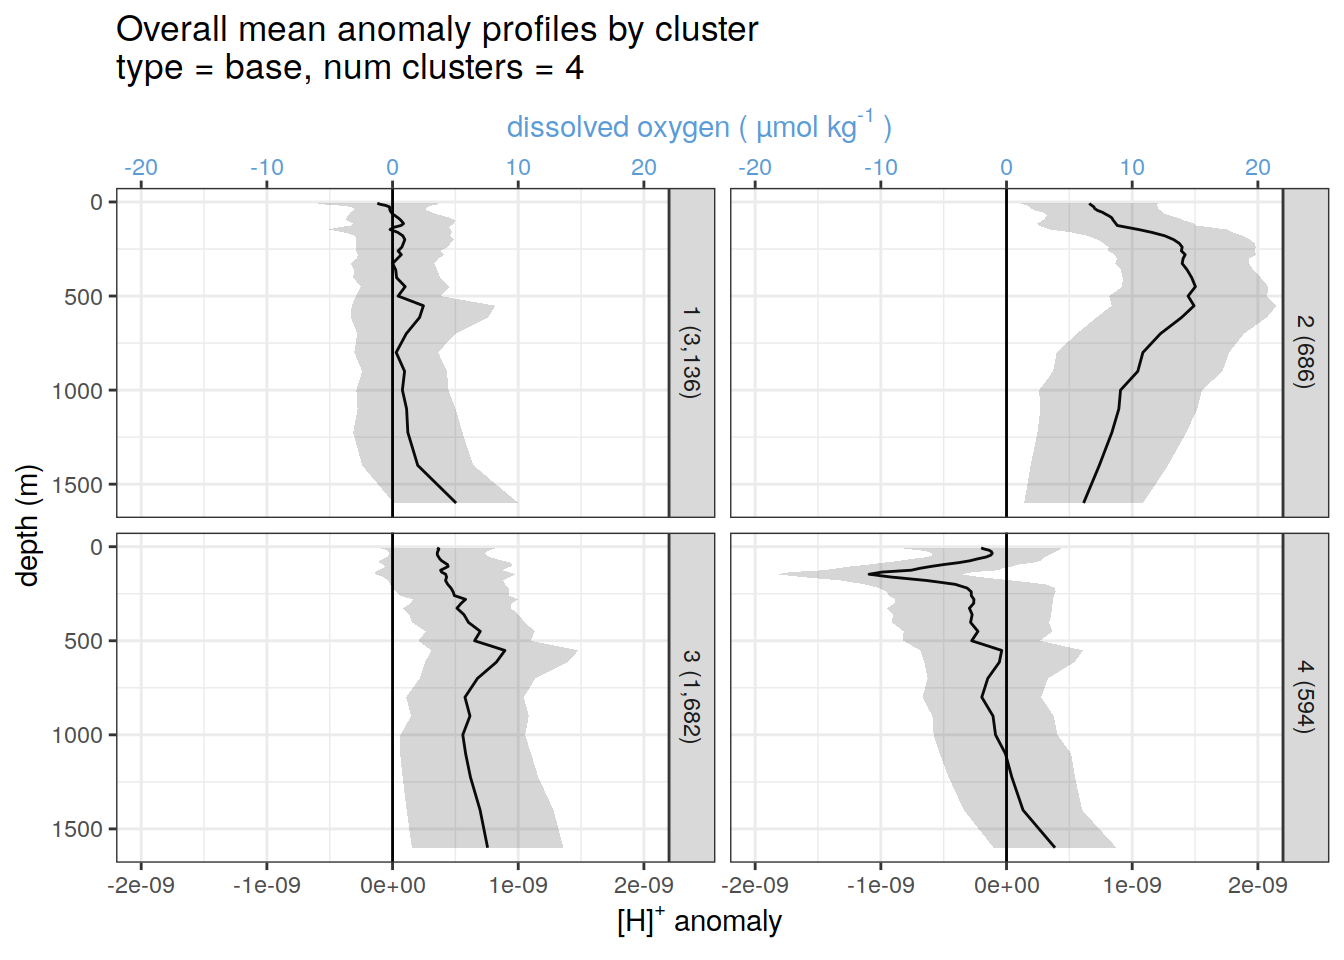 Overall mean anomaly profiles by cluster
type = base, num clusters = 4
dissolved oxygen ( µmol kg⁻¹ )
-20 -10 0 10 20 -20 -10 0 10 20
0
500
1000
1500
1 (3,136)
2 (686)
depth (m)
0
500
1000
1500
3 (1,682)
4 (594)
-2e-09 -1e-09 0e+00 1e-09 2e-09 -2e-09 -1e-09 0e+00 1e-09 2e-09
[H]⁺ anomaly